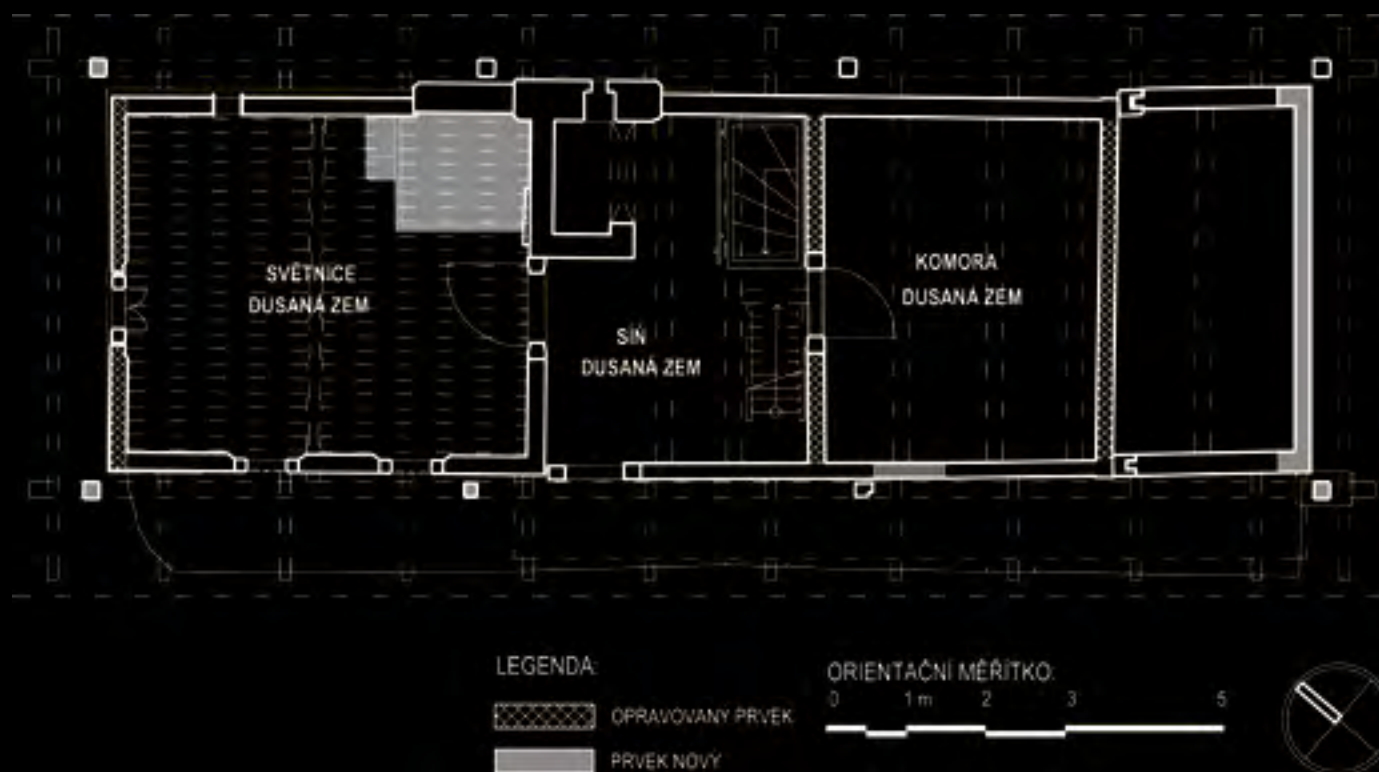 SVĚTNICE
DUSANÁ ZEM
SÍŇ
DUSANÁ ZEM
KOMORA
DUSANÁ ZEM
LEGENDA:
OPRAVOVANÝ PRVEK
PRVEK NOVÝ
ORIENTAČNÍ MĚŘÍTKO:
0 1 m 2 3 5